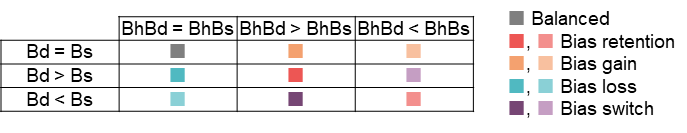 BhBd = BhBs BhBd > BhBs BhBd < BhBs
Bd = Bs
Bd > Bs
Bd < Bs
Balanced
, Bias retention
, Bias gain
, Bias loss
, Bias switch